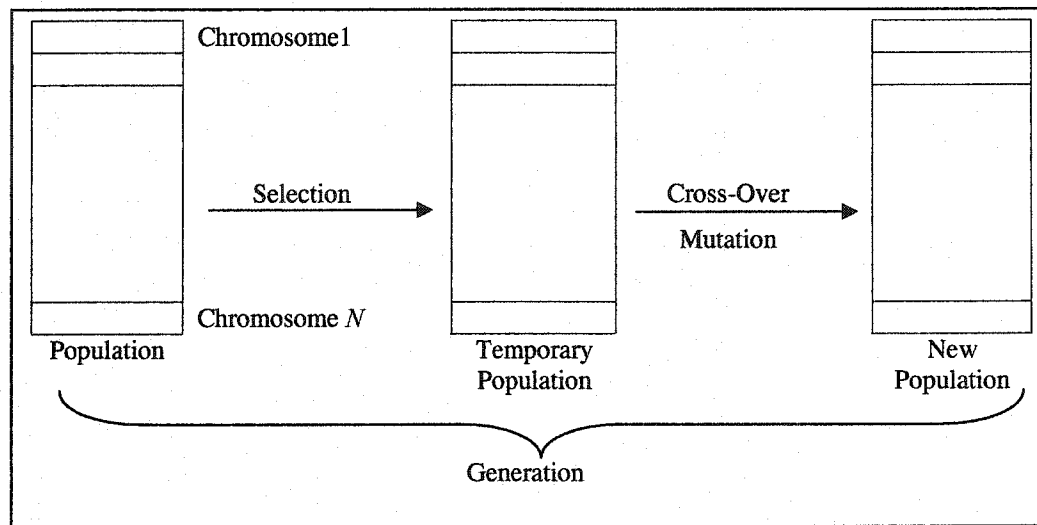 Chromosome1
Selection
Cross-Over
Mutation
Chromosome N
Population
Temporary
Population
New
Population
Generation